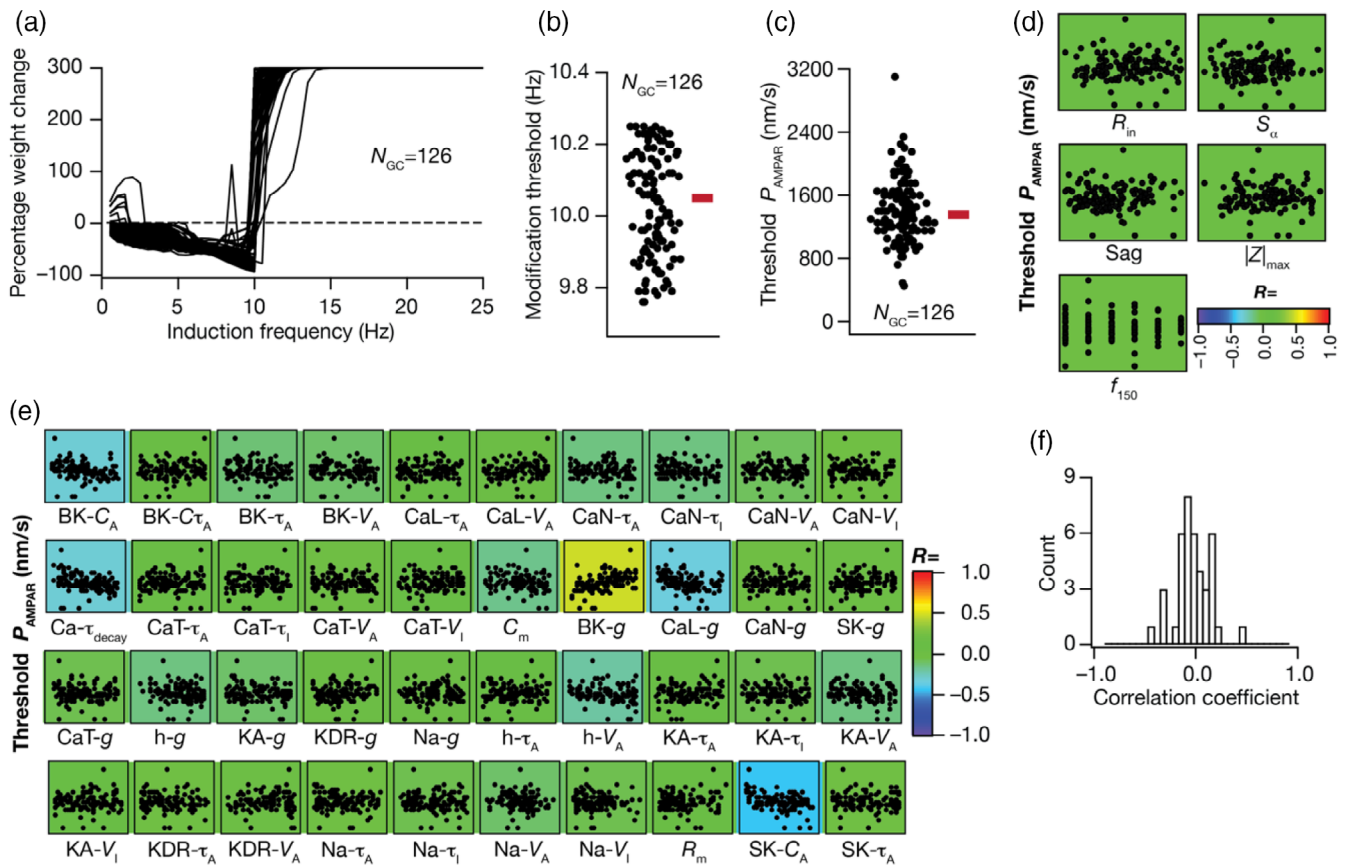 (a)
Percentage weight change
300
200
100
0
−100
N_GC=126
0
5
10
15
20
25
Induction frequency (Hz)
(b)
Modification threshold (Hz)
10.4
10.2
10.0
9.8
N_GC=126
(c)
Threshold P_AMPAR (nm/s)
3200
2400
1600
800
0
N_GC=126
(d)
Threshold P_AMPAR (nm/s)
R_in
S_α
Sag
|Z|_max
f_150
R=
−1.0
−0.5
0.0
0.5
1.0
(e)
Threshold P_AMPAR (nm/s)
BK-C_A BK-Cτ_A BK-τ_A BK-V_A CaL-τ_A CaL-V_A CaN-τ_A CaN-τ_I CaN-V_A CaN-V_I
Ca-τ_decay CaT-τ_A CaT-τ_I CaT-V_A CaT-V_I C_m BK-g CaL-g CaN-g SK-g
CaT-g h-g KA-g KDR-g Na-g h-τ_A h-V_A KA-τ_A KA-τ_I KA-V_A
KA-V_I KDR-τ_A KDR-V_A Na-τ_A Na-τ_I Na-V_A Na-V_I R_m SK-C_A SK-τ_A
R=
1.0
0.5
0.0
−0.5
−1.0
(f)
Count
9
6
3
0
−1.0
0.0
1.0
Correlation coefficient